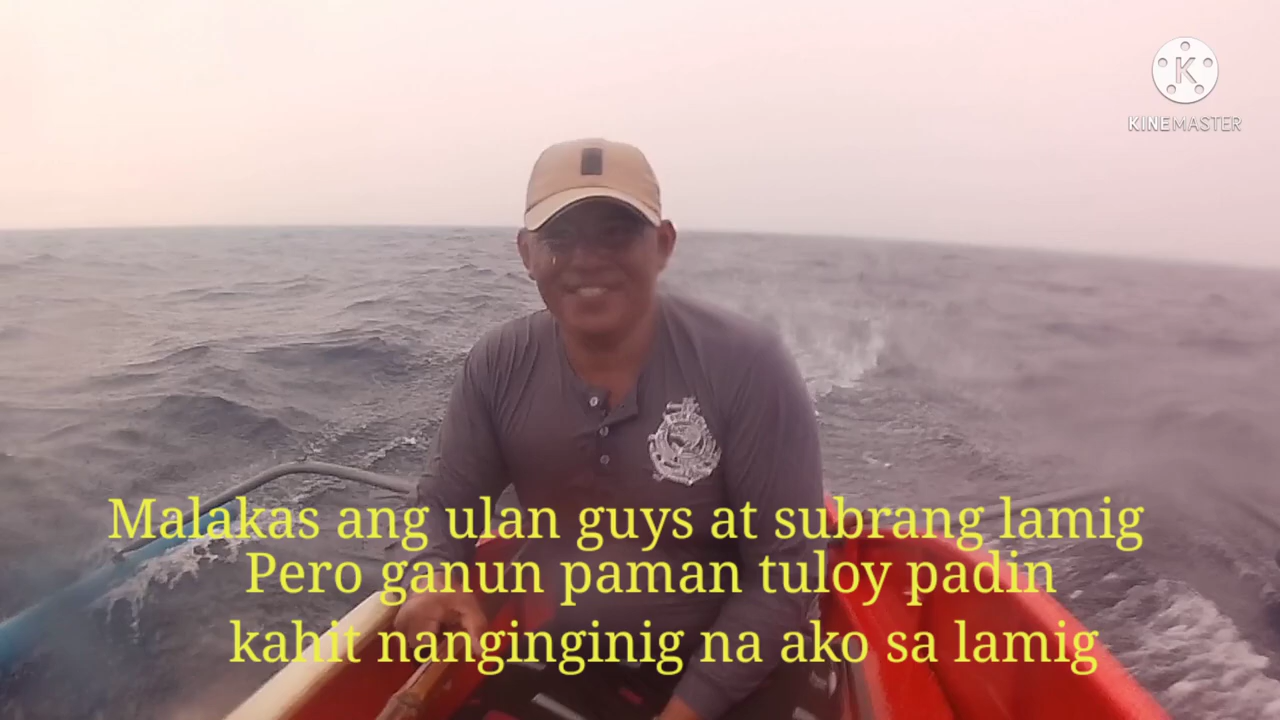 KINEMASTER
Malakas ang ulan guys at subrang lamig
Pero ganun paman tuloy padin
kahit nanginginig na ako sa lamig